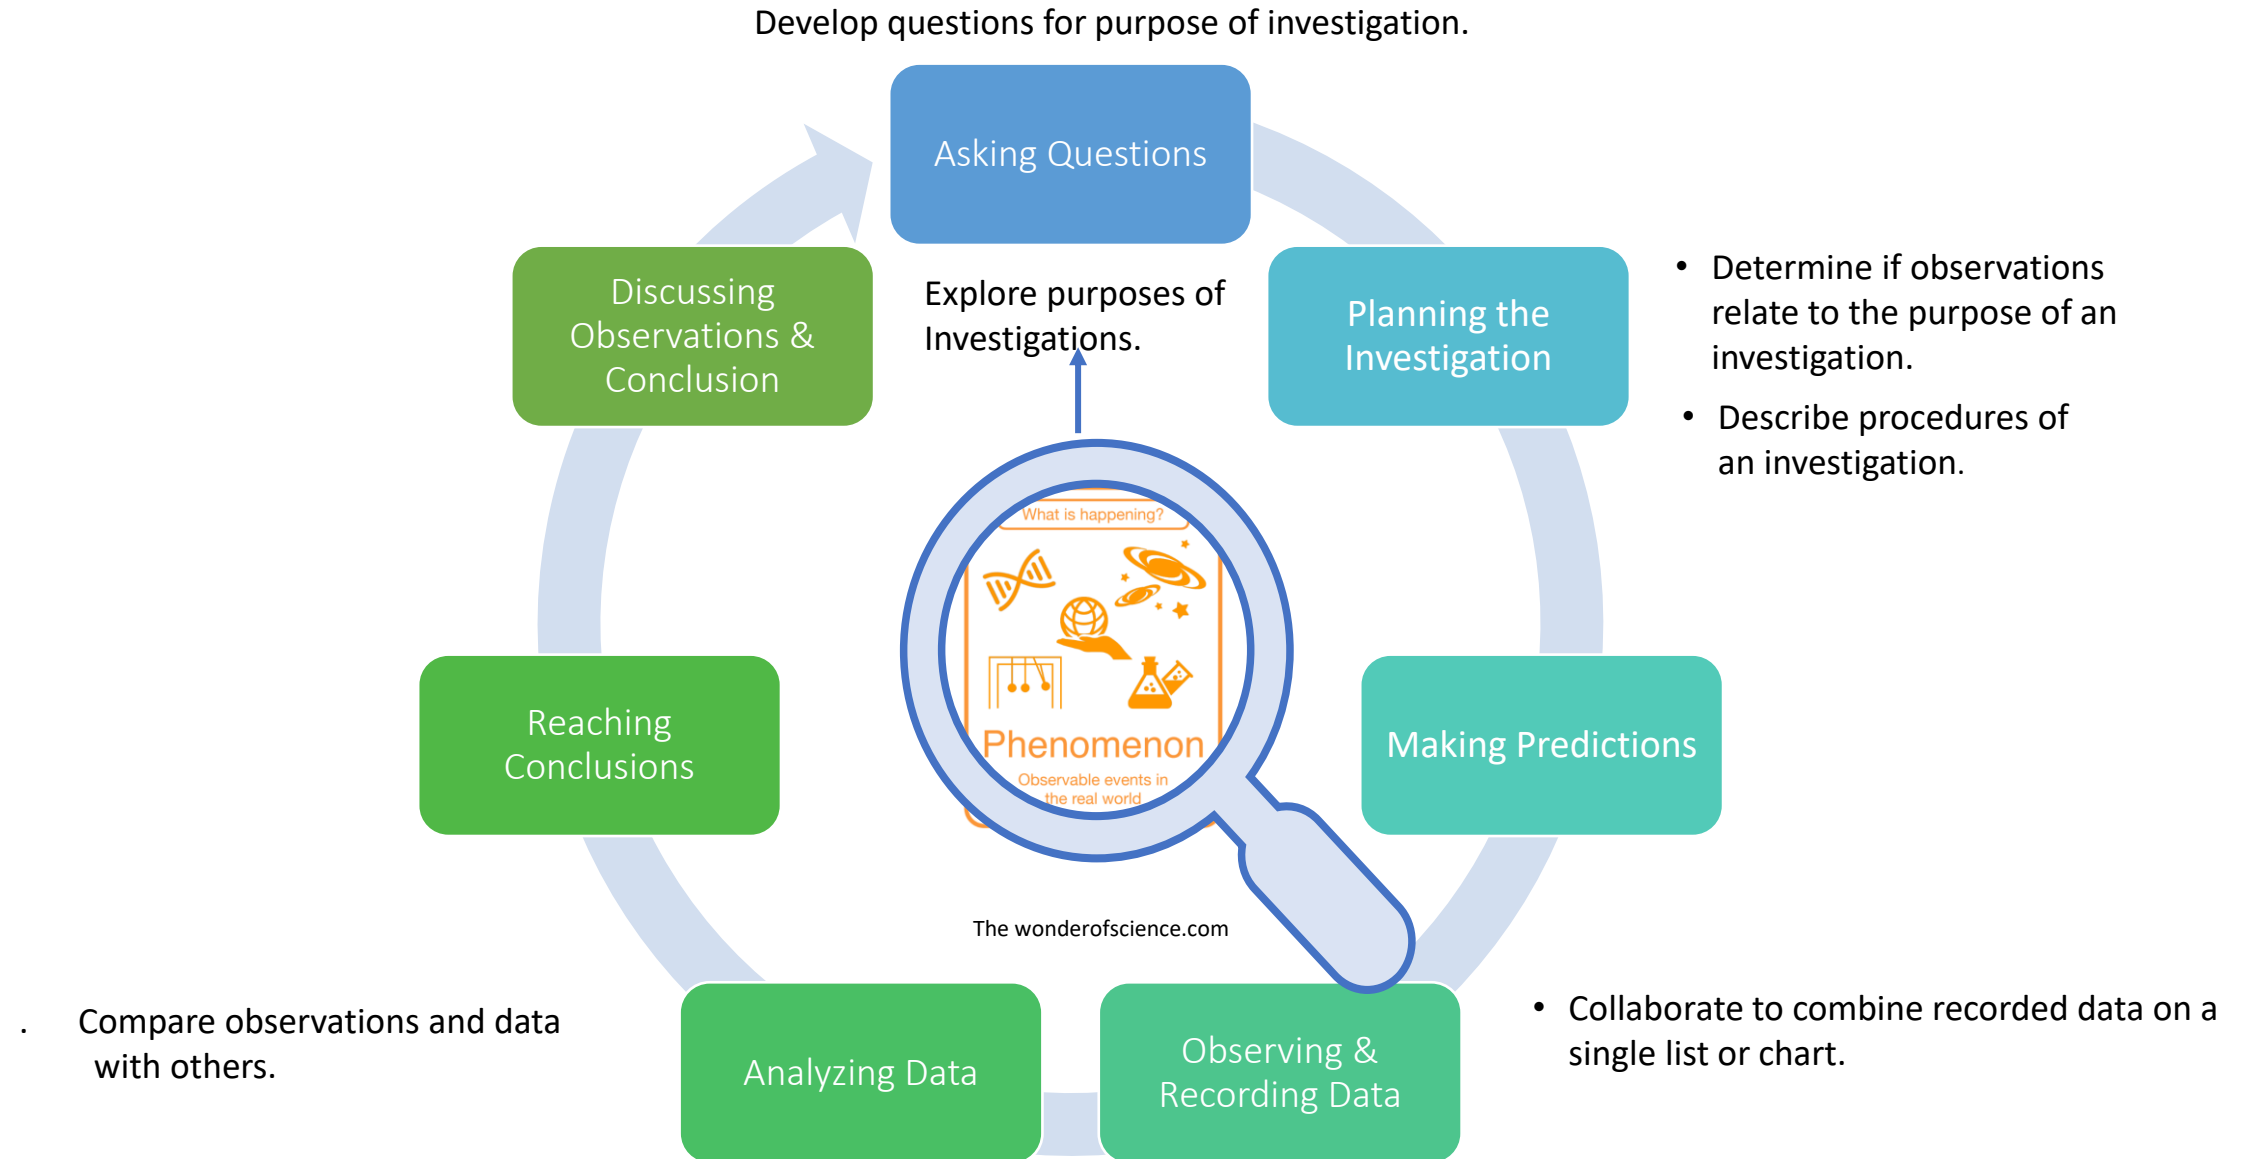 Develop questions for purpose of investigation.
Asking Questions
Explore purposes of
Investigations.
Planning the
Investigation
• Determine if observations
relate to the purpose of an
investigation.
• Describe procedures of
an investigation.
Making Predictions
Observing &
Recording Data
• Collaborate to combine recorded data on a
single list or chart.
Analyzing Data
. Compare observations and data
with others.
Reaching
Conclusions
Discussing
Observations &
Conclusion
What is happening?
Phenomenon
Observable events in
the real world
The wonderofscience.com